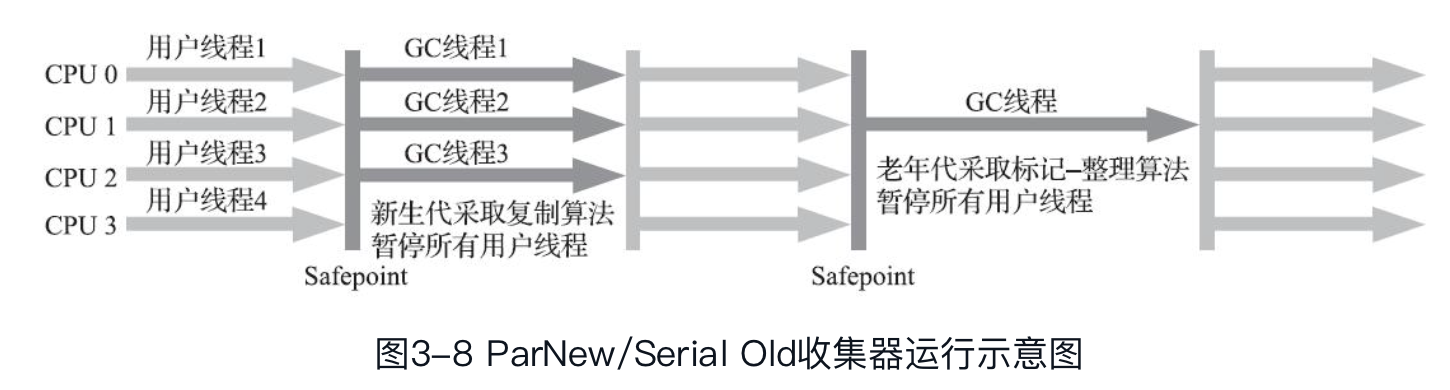 用户线程1
GC线程1
CPU 0
用户线程2
GC线程2
GC线程
CPU 1
用户线程3
GC线程3
CPU 2
老年代采取标记–整理算法
暂停所有用户线程
用户线程4
新生代采取复制算法
CPU 3
暂停所有用户线程
Safepoint
Safepoint
图3-8 ParNew/Serial Old收集器运行示意图